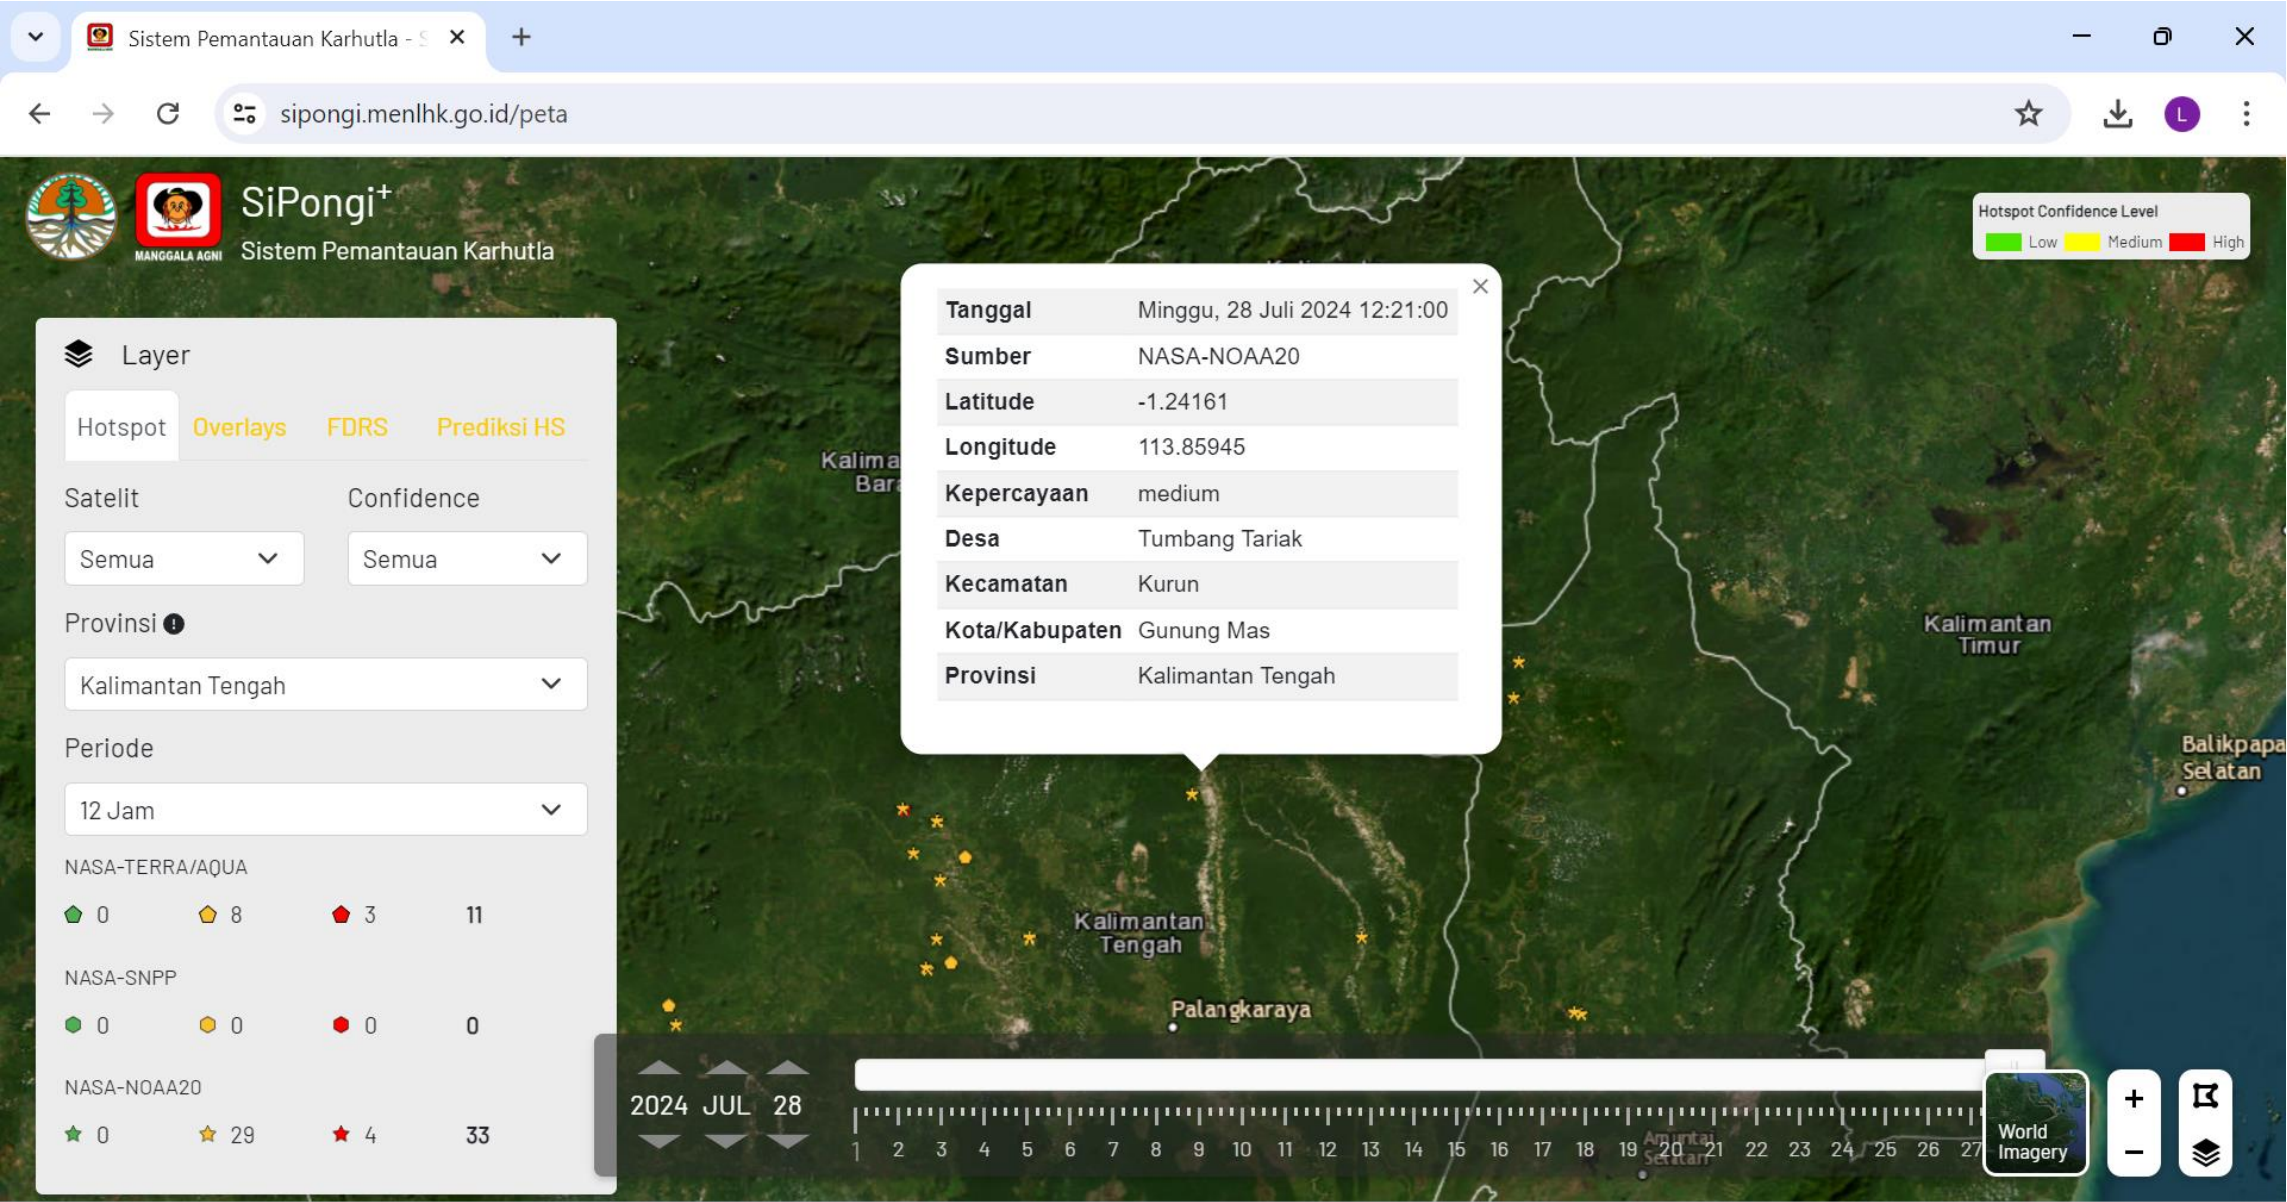 Sistem Pemantauan Karhutla - S
sipongi.menlhk.go.id/peta
L
MANGGALA AGNI
SiPongi+
Sistem Pemantauan Karhutla
Hotspot Confidence Level
Low Medium High
Layer
Hotspot Overlays FDRS Prediksi HS
Satelit Confidence
Semua Semua
Provinsi
Kalimantan Tengah
Periode
12 Jam
NASA-TERRA/AQUA
0 8 3 11
NASA-SNPP
0 0 0 0
NASA-NOAA20
0 29 4 33
Tanggal Minggu, 28 Juli 2024 12:21:00
Sumber NASA-NOAA20
Latitude -1.24161
Longitude 113.85945
Kepercayaan medium
Desa Tumbang Tariak
Kecamatan Kurun
Kota/Kabupaten Gunung Mas
Provinsi Kalimantan Tengah
Kalima
Bara
Kalimantan
Timur
Balikpapa
Selatan
Kalimantan
Tengah
Palangkaraya
2024 JUL 28
1 2 3 4 5 6 7 8 9 10 11 12 13 14 15 16 17 18 19 20 21 22 23 24 25 26 27
Amuntai
Selatan
World
Imagery
+
−